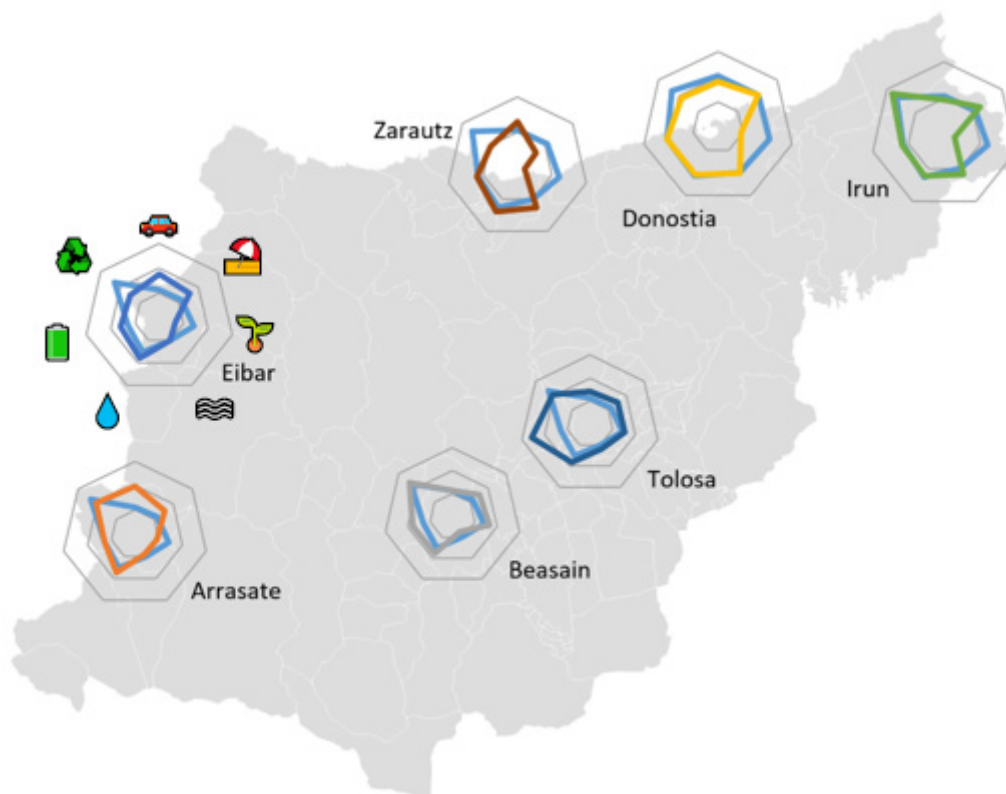 Zarautz
Donostia
Irun
Eibar
Tolosa
Beasain
Arrasate